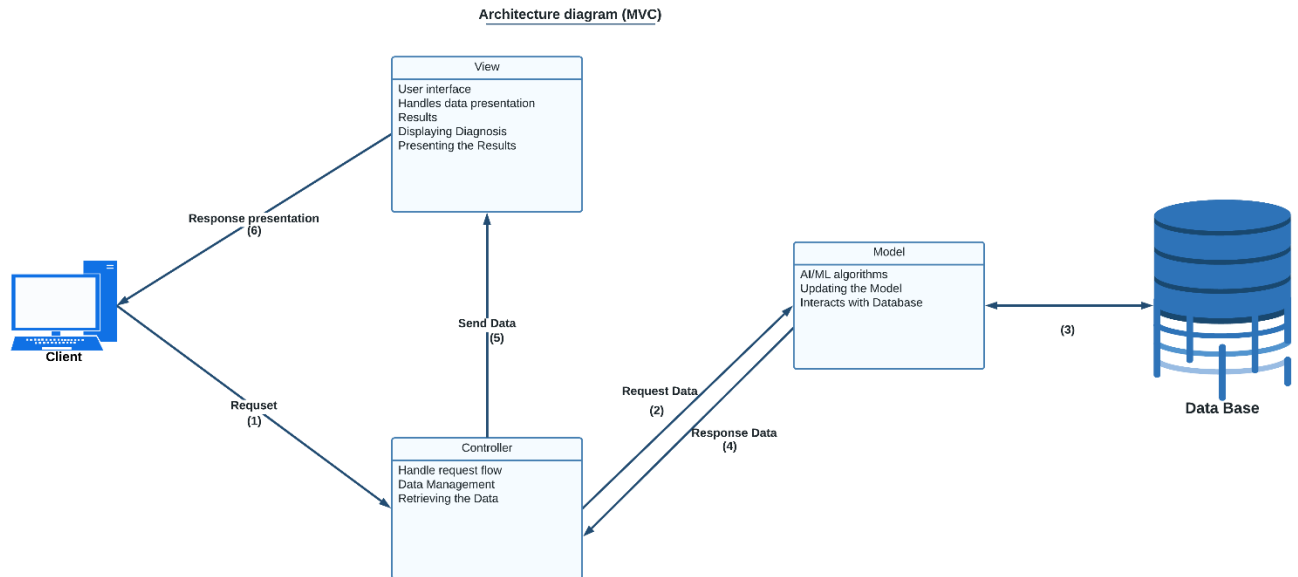 Architecture diagram (MVC)
View
User interface
Handles data presentation
Results
Displaying Diagnosis
Presenting the Results
Response presentation
(6)
Client
Send Data
(5)
Requset
(1)
Model
AI/ML algorithms
Updating the Model
Interacts with Database
(3)
Data Base
Request Data
(2)
Response Data
(4)
Controller
Handle request flow
Data Management
Retrieving the Data